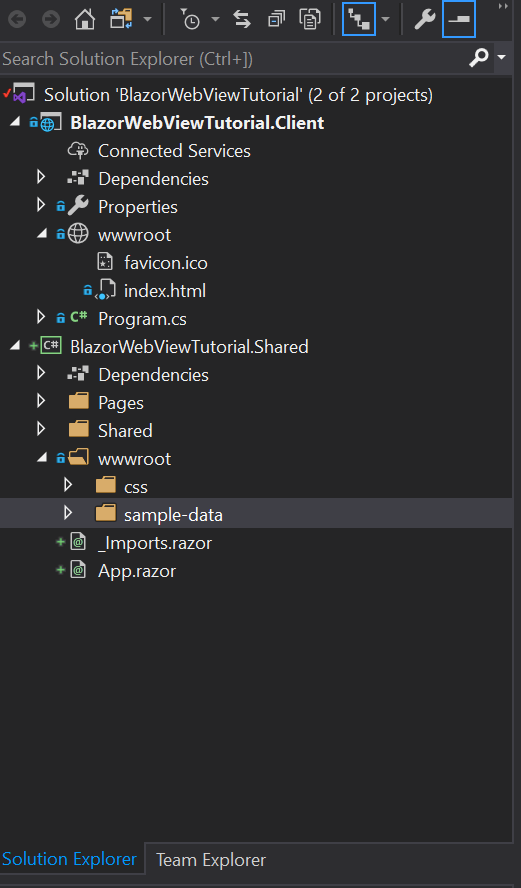 Search Solution Explorer (Ctrl+])
Solution 'BlazorWebViewTutorial' (2 of 2 projects)
BlazorWebViewTutorial.Client
Connected Services
Dependencies
Properties
wwwroot
favicon.ico
index.html
C# Program.cs
C# BlazorWebViewTutorial.Shared
Dependencies
Pages
Shared
wwwroot
css
sample-data
@ _Imports.razor
@ App.razor
Solution Explorer Team Explorer